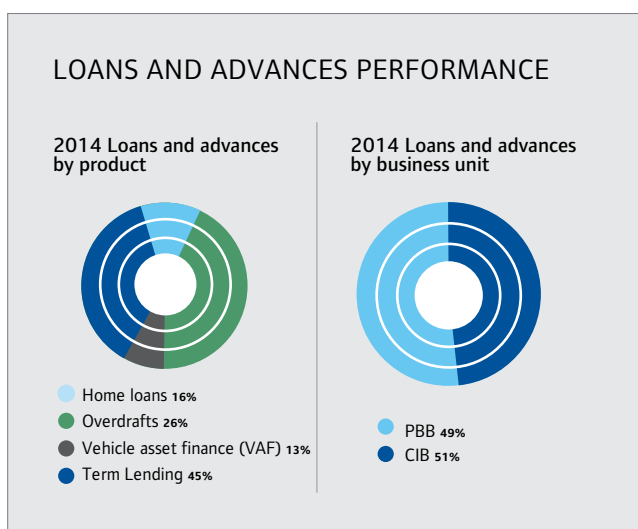 LOANS AND ADVANCES PERFORMANCE
2014 Loans and advances
by product
Home loans 16%
Overdrafts 26%
Vehicle asset finance (VAF) 13%
Term Lending 45%
2014 Loans and advances
by business unit
PBB 49%
CIB 51%